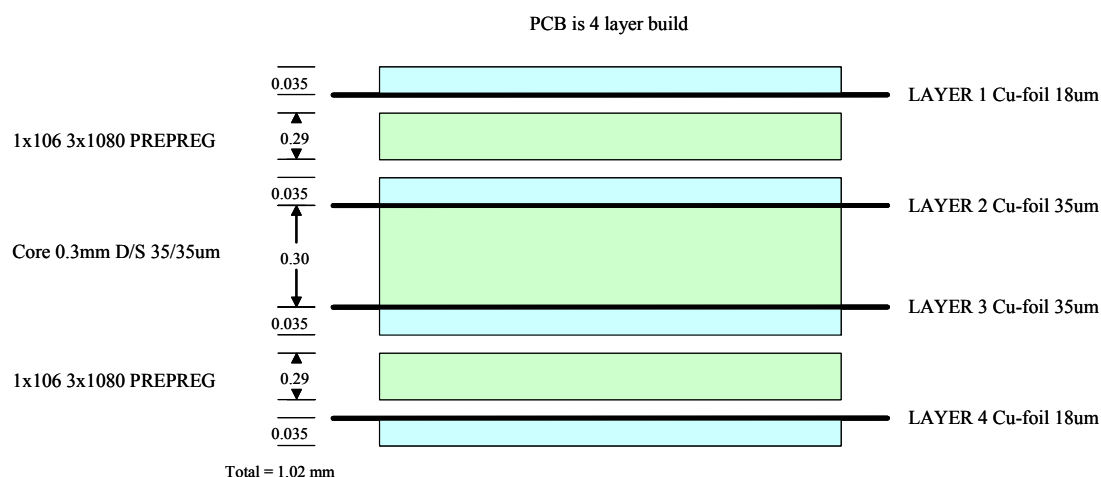 PCB is 4 layer build
0.035
LAYER 1 Cu-foil 18um
1x106 3x1080 PREPREG
0.29
0.035
LAYER 2 Cu-foil 35um
Core 0.3mm D/S 35/35um
0.30
LAYER 3 Cu-foil 35um
0.035
1x106 3x1080 PREPREG
0.29
LAYER 4 Cu-foil 18um
0.035
Total = 1.02 mm